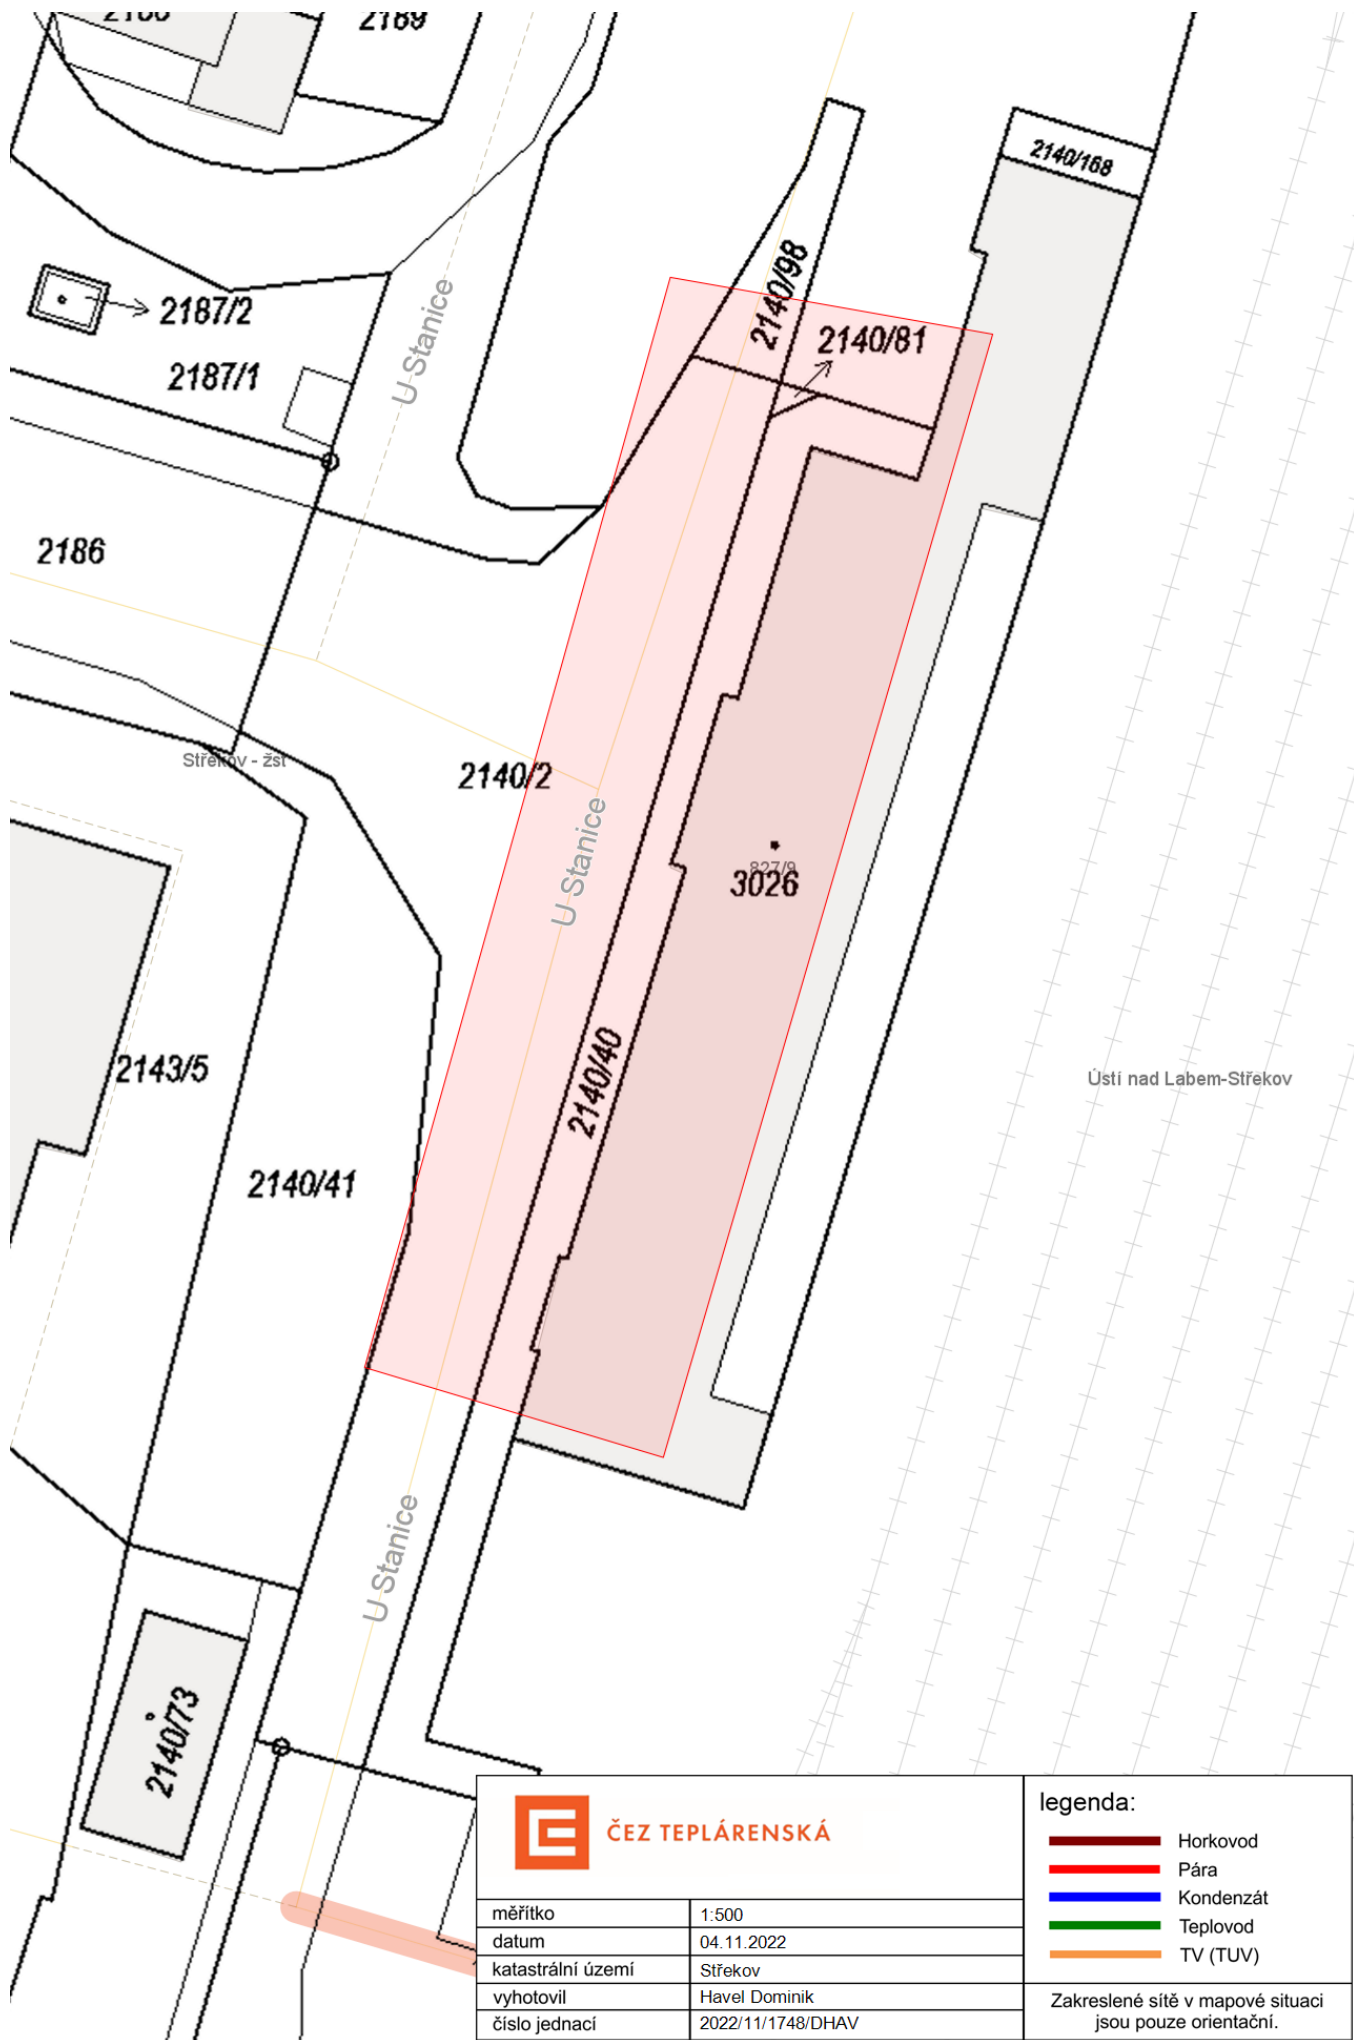 2189
2140/168
2187/2
2187/1
U Stanice
2140/98
2140/81
2186
Střekov - žst
2140/2
U Stanice
827/9
3026
2143/5
2140/40
2140/41
Ústí nad Labem-Střekov
U Stanice
2140/73
ČEZ TEPLÁRENSKÁ
měřítko 1:500
datum 04.11.2022
katastrální území Střekov
vyhotovil Havel Dominik
číslo jednací 2022/11/1748/DHAV
legenda:
Horkovod
Pára
Kondenzát
Teplovod
TV (TUV)
Zakreslené sítě v mapové situaci
jsou pouze orientační.